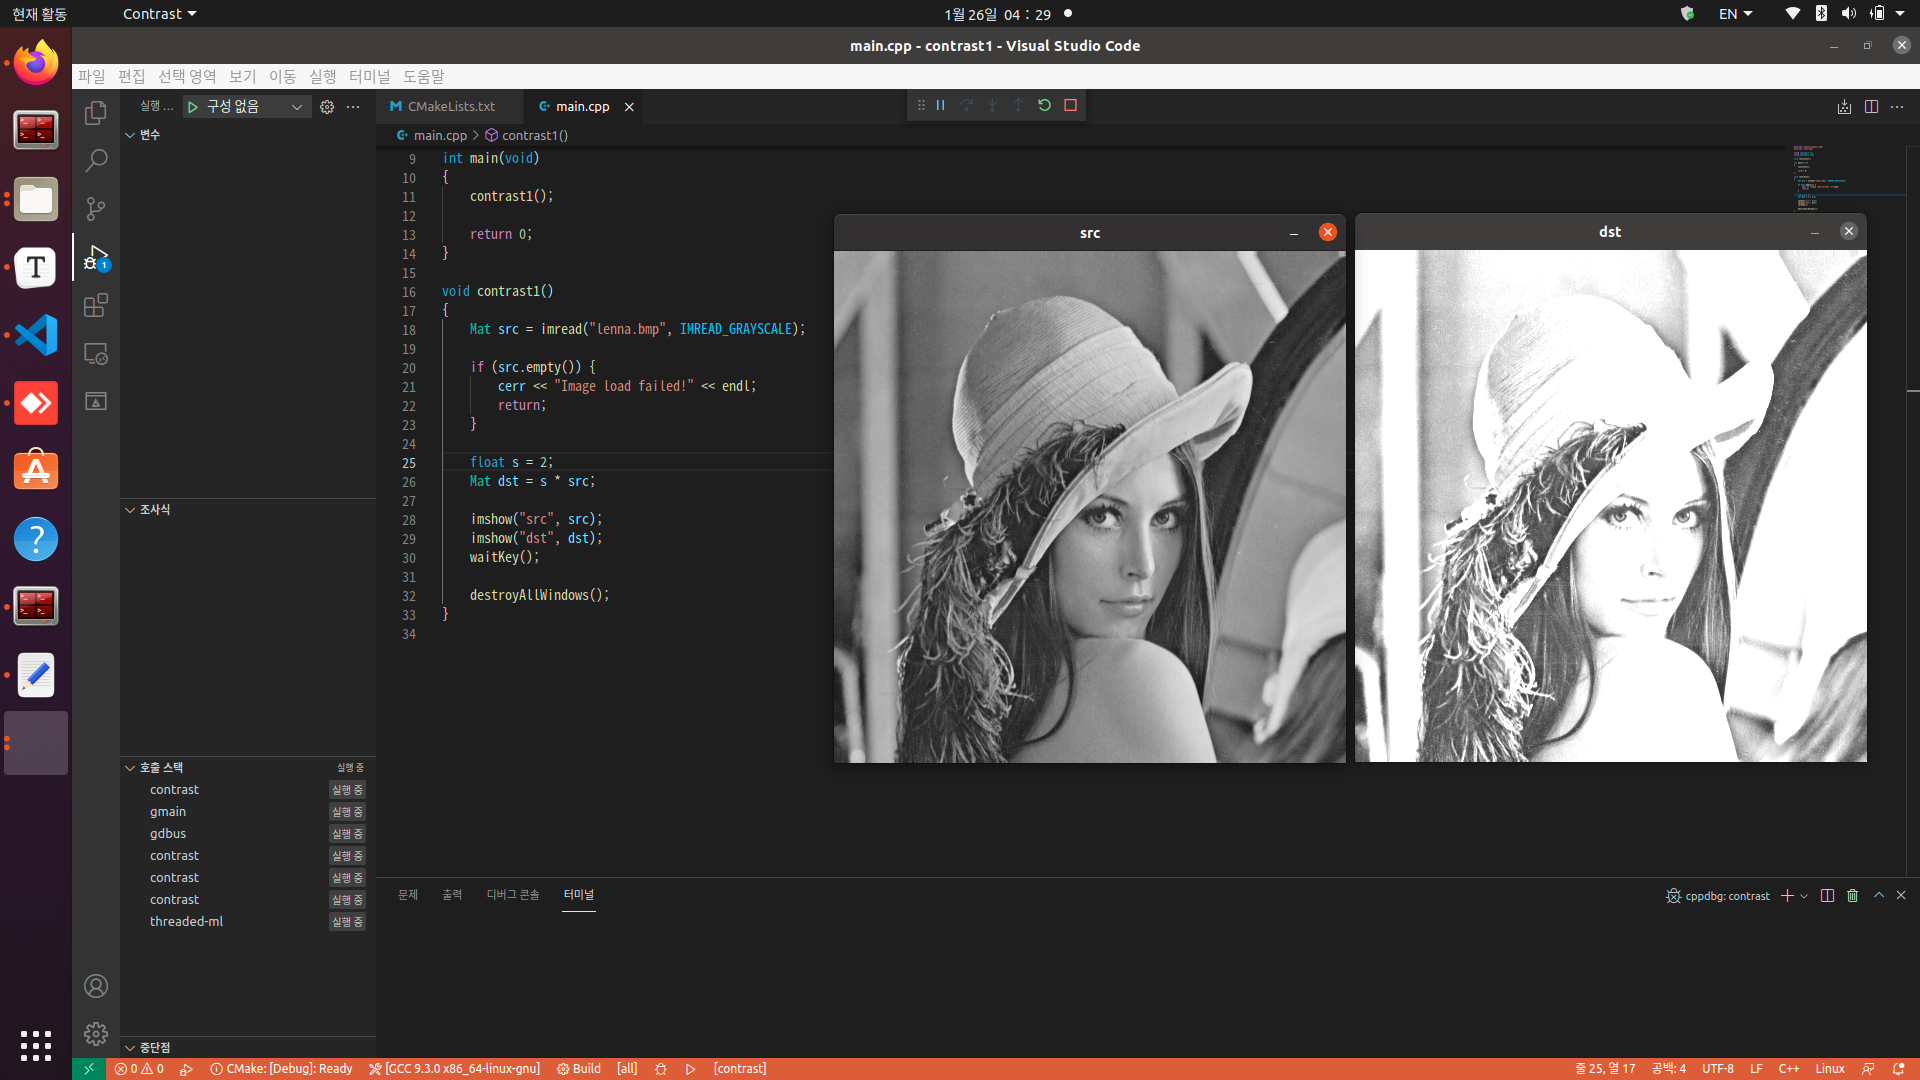 현재 활동
Contrast
1월 26일 04 : 29
EN
main.cpp - contrast1 - Visual Studio Code
파일 편집 선택 영역 보기 이동 실행 터미널 도움말
실행 ...
구성 없음
CMakeLists.txt
main.cpp
main.cpp > contrast1()
변수
조사식
호출 스택 실행 중
contrast 실행 중
gmain 실행 중
gdbus 실행 중
contrast 실행 중
contrast 실행 중
contrast 실행 중
threaded-ml 실행 중
중단점
1
9 int main(void)
10 {
11 contrast1();
12
13 return 0;
14 }
15
16 void contrast1()
17 {
18 Mat src = imread("lenna.bmp", IMREAD_GRAYSCALE);
19
20 if (src.empty()) {
21 cerr << "Image load failed!" << endl;
22 return;
23 }
24
25 float s = 2;
26 Mat dst = s * src;
27
28 imshow("src", src);
29 imshow("dst", dst);
30 waitKey();
31
32 destroyAllWindows();
33 }
34
src
dst
문제 출력 디버그 콘솔 터미널
cppdbg: contrast
0 0 CMake: [Debug]: Ready [GCC 9.3.0 x86_64-linux-gnu] Build [all] [contrast]
줄 25, 열 17 공백: 4 UTF-8 LF C++ Linux